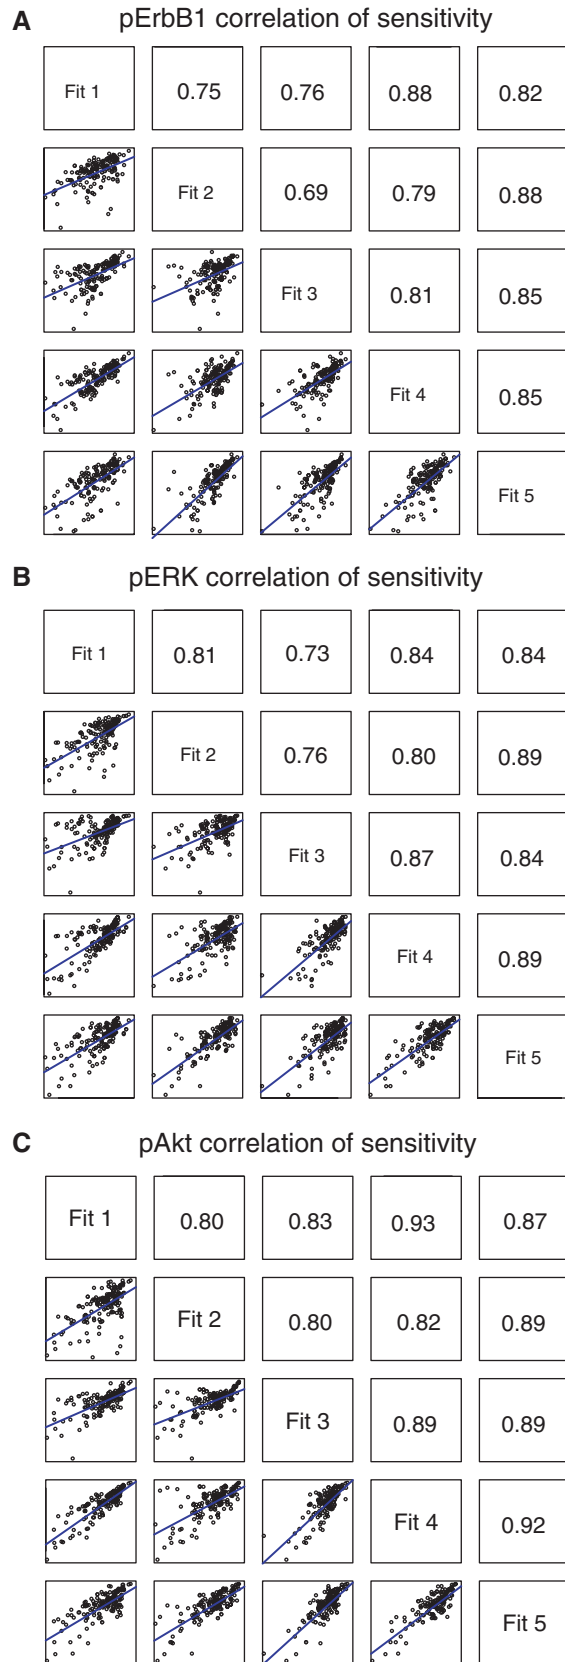 A pErbB1 correlation of sensitivity
Fit 1 0.75 0.76 0.88 0.82
Fit 2 0.69 0.79 0.88
Fit 3 0.81 0.85
Fit 4 0.85
Fit 5
B pERK correlation of sensitivity
Fit 1 0.81 0.73 0.84 0.84
Fit 2 0.76 0.80 0.89
Fit 3 0.87 0.84
Fit 4 0.89
Fit 5
C pAkt correlation of sensitivity
Fit 1 0.80 0.83 0.93 0.87
Fit 2 0.80 0.82 0.89
Fit 3 0.89 0.89
Fit 4 0.92
Fit 5